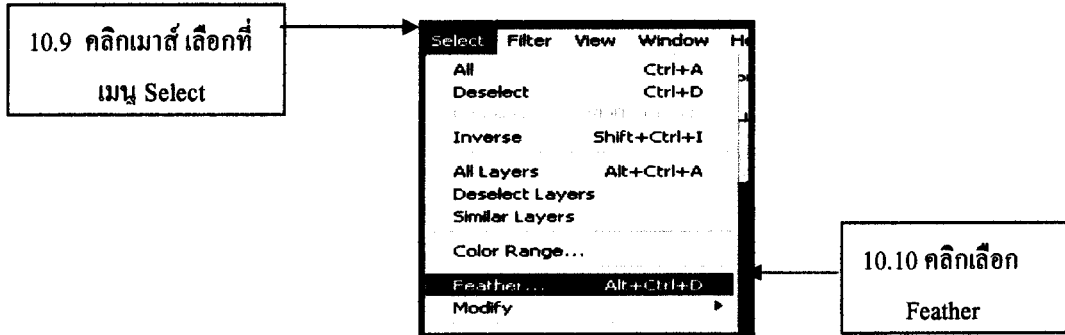 10.9 คลิกเมาส์ เลือกที่
เมนู Select
Select Filter View Window
All Ctrl+A
Deselect Ctrl+D
Inverse Shift+Ctrl+I
All Layers Alt+Ctrl+A
Deselect Layers
Similar Layers
Color Range...
Feather... Alt+Ctrl+D
Modify
10.10 คลิกเลือก
Feather